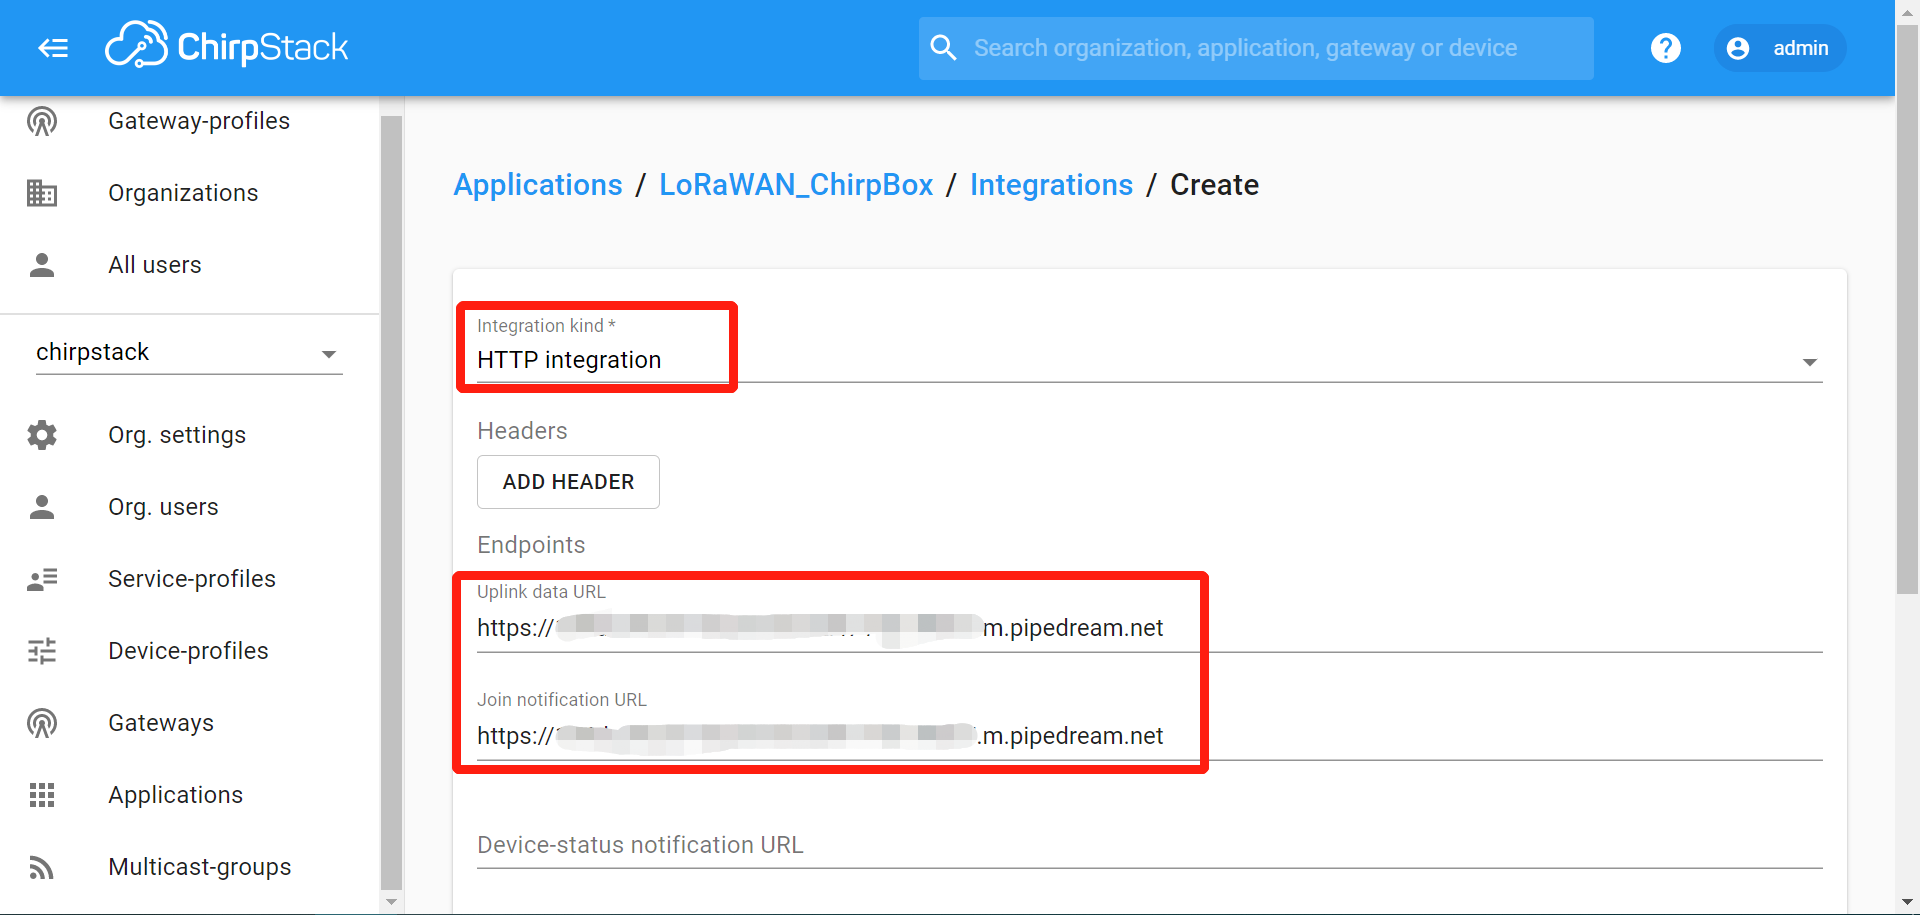 ChirpStack
Search organization, application, gateway or device
? admin
Gateway-profiles
Organizations
All users
chirpstack
Org. settings
Org. users
Service-profiles
Device-profiles
Gateways
Applications
Multicast-groups
Applications / LoRaWAN_ChirpBox / Integrations / Create
Integration kind *
HTTP integration
Headers
ADD HEADER
Endpoints
Uplink data URL
https:// m.pipedream.net
Join notification URL
https:// .m.pipedream.net
Device-status notification URL